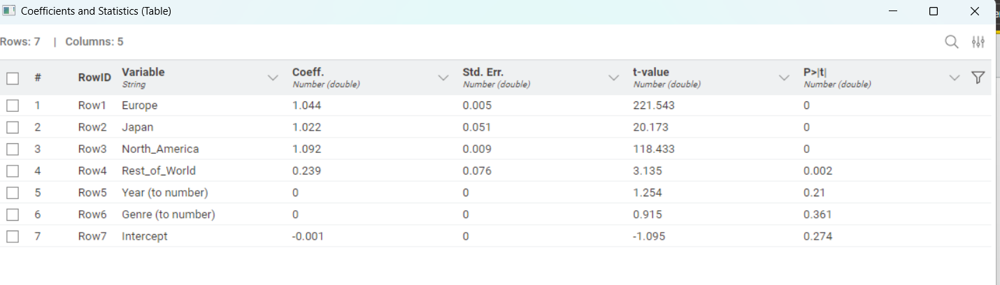 Coefficients and Statistics (Table)
Rows: 7 | Columns: 5
# RowID Variable Coeff. Std. Err. t-value P>|t|
String Number (double) Number (double) Number (double) Number (double)
1 Row1 Europe 1.044 0.005 221.543 0
2 Row2 Japan 1.022 0.051 20.173 0
3 Row3 North_America 1.092 0.009 118.433 0
4 Row4 Rest_of_World 0.239 0.076 3.135 0.002
5 Row5 Year (to number) 0 0 1.254 0.21
6 Row6 Genre (to number) 0 0 0.915 0.361
7 Row7 Intercept -0.001 0 -1.095 0.274